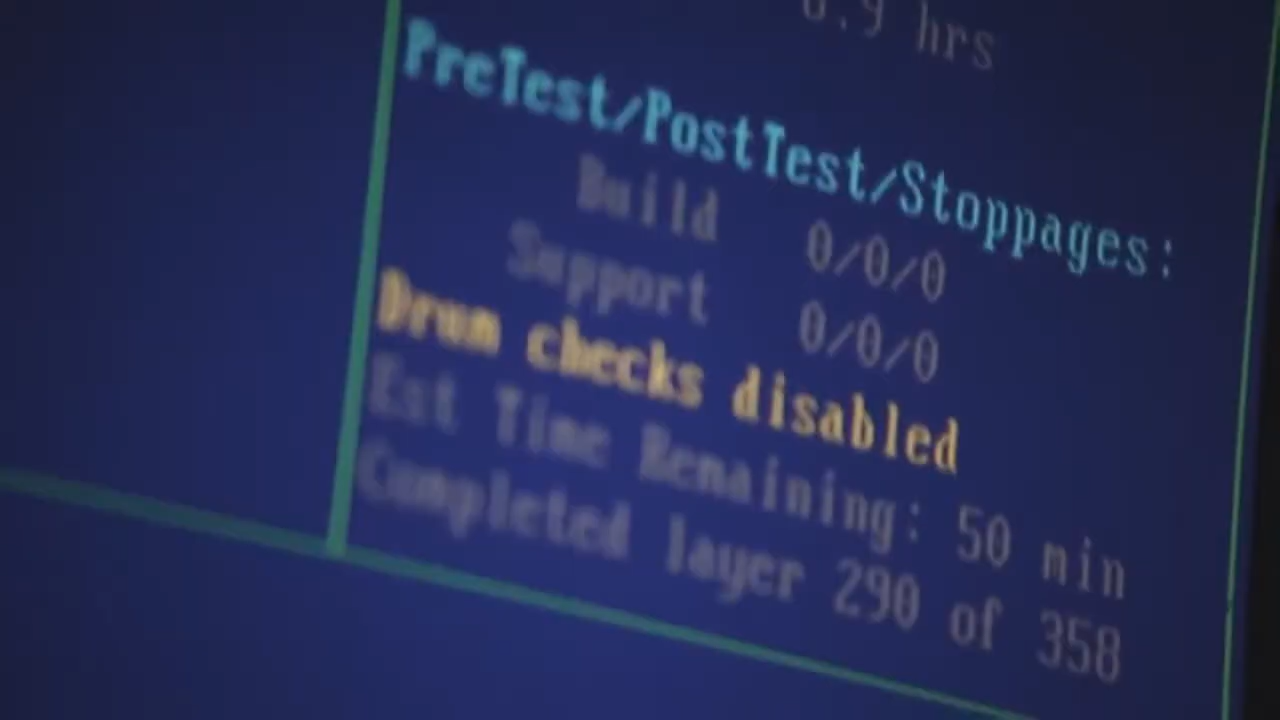 hrs
PreTest/PostTest/Stoppages:
Build 0/0/0
Support 0/0/0
Drum checks disabled
Est Time Remaining: 50 min
Completed layer 290 of 358